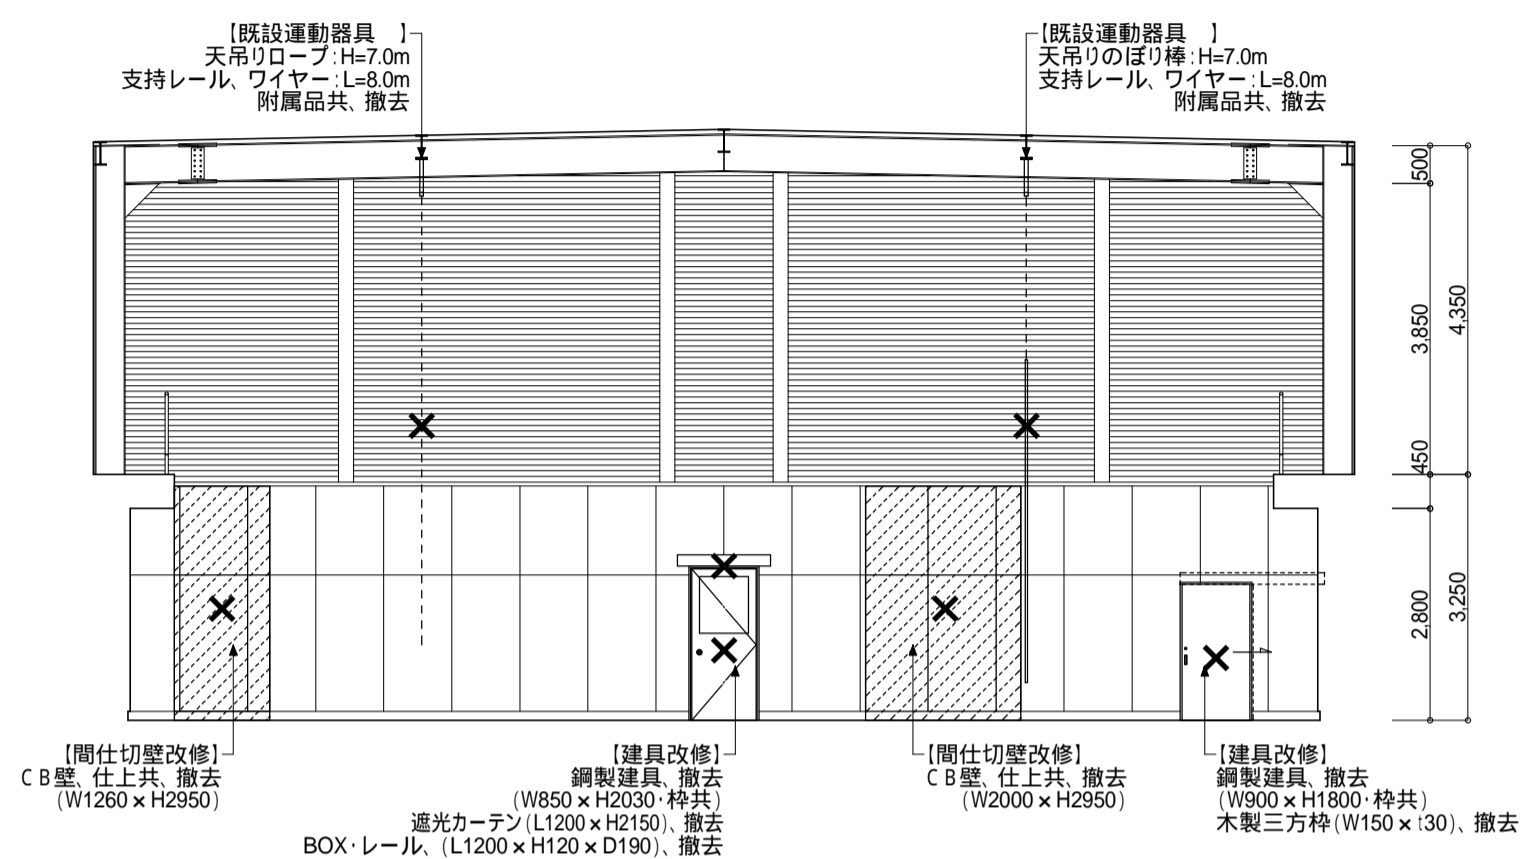 【既設運動器具　】
天吊りロープ:H=7.0m
支持レール、ワイヤー:L=8.0m
附属品共、撤去
【既設運動器具　】
天吊りのぼり棒:H=7.0m
支持レール、ワイヤー:L=8.0m
附属品共、撤去
500
3,850
4,350
450
2,800
3,250
【間仕切壁改修】
CB壁、仕上共、撤去
(W1260×H2950)
【建具改修】
鋼製建具、撤去
(W850×H2030・枠共)
遮光カーテン(L1200×H2150)、撤去
BOX・レール、(L1200×H120×D190)、撤去
【間仕切壁改修】
CB壁、仕上共、撤去
(W2000×H2950)
【建具改修】
鋼製建具、撤去
(W900×H1800・枠共)
木製三方枠(W150×t30)、撤去